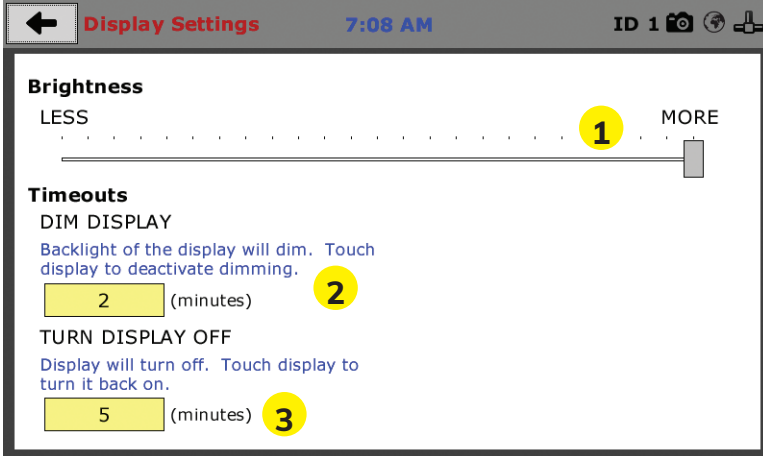 Display Settings 7:08 AM ID 1
Brightness
LESS MORE
1
Timeouts
DIM DISPLAY
Backlight of the display will dim. Touch
display to deactivate dimming.
2 (minutes) 2
TURN DISPLAY OFF
Display will turn off. Touch display to
turn it back on.
5 (minutes) 3